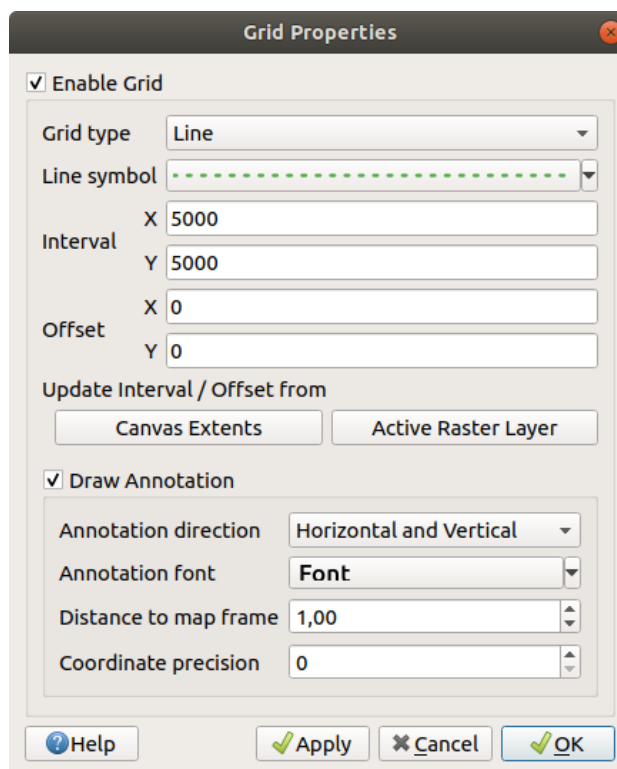 Grid Properties
Enable Grid
Grid type Line
Line symbol
Interval
X 5000
Y 5000
Offset
X 0
Y 0
Update Interval / Offset from
Canvas Extents Active Raster Layer
Draw Annotation
Annotation direction Horizontal and Vertical
Annotation font Font
Distance to map frame 1,00
Coordinate precision 0
Help Apply Cancel OK